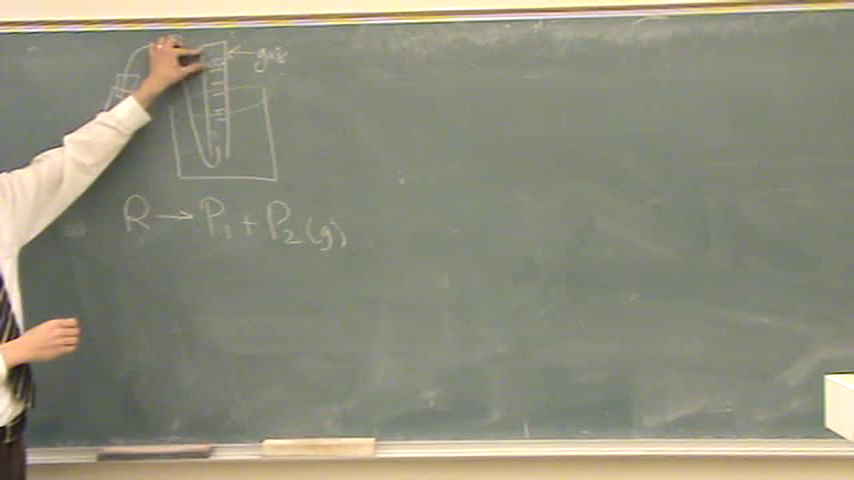 gas
R → P₁ + P₂(g)